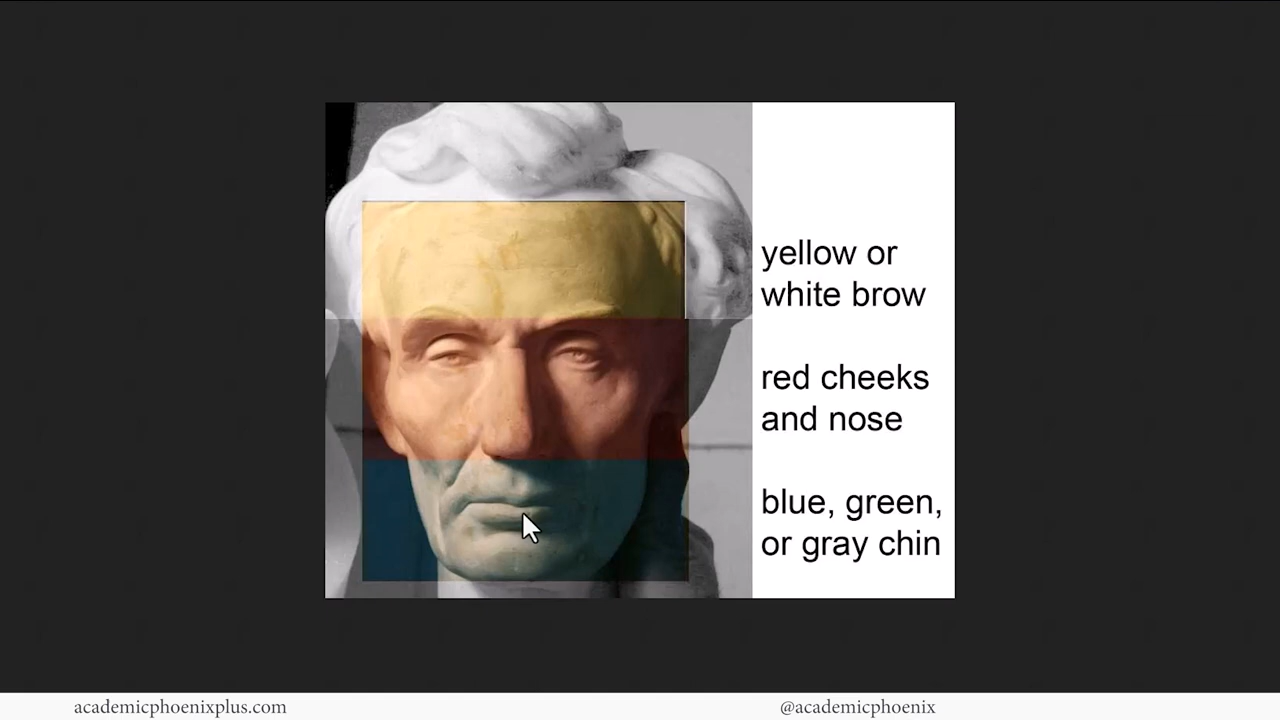 yellow or
white brow
red cheeks
and nose
blue, green,
or gray chin
academicphoenixplus.com
@academicphoenix